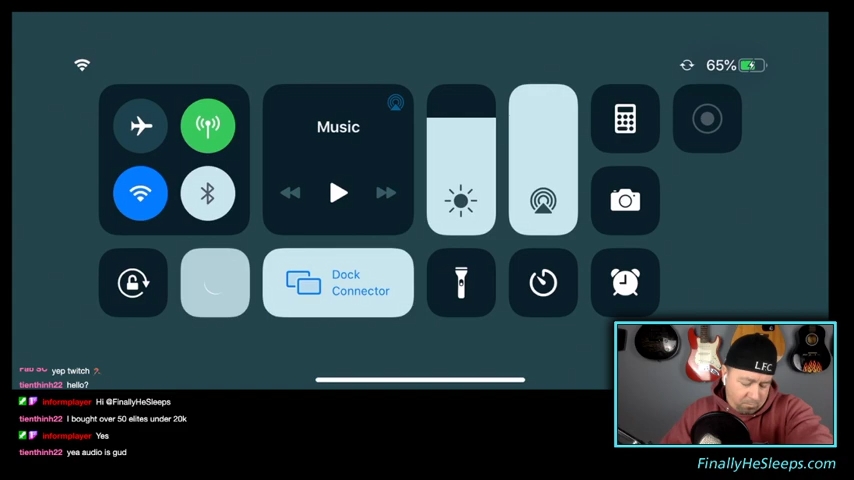 65%
Music
Dock
Connector
L.F.C
yep twitch
tienthinh22 hello?
informplayer Hi @FinallyHeSleeps
tienthinh22 I bought over 50 elites under 20k
informplayer Yes
tienthinh22 yea audio is gud
FinallyHeSleeps.com